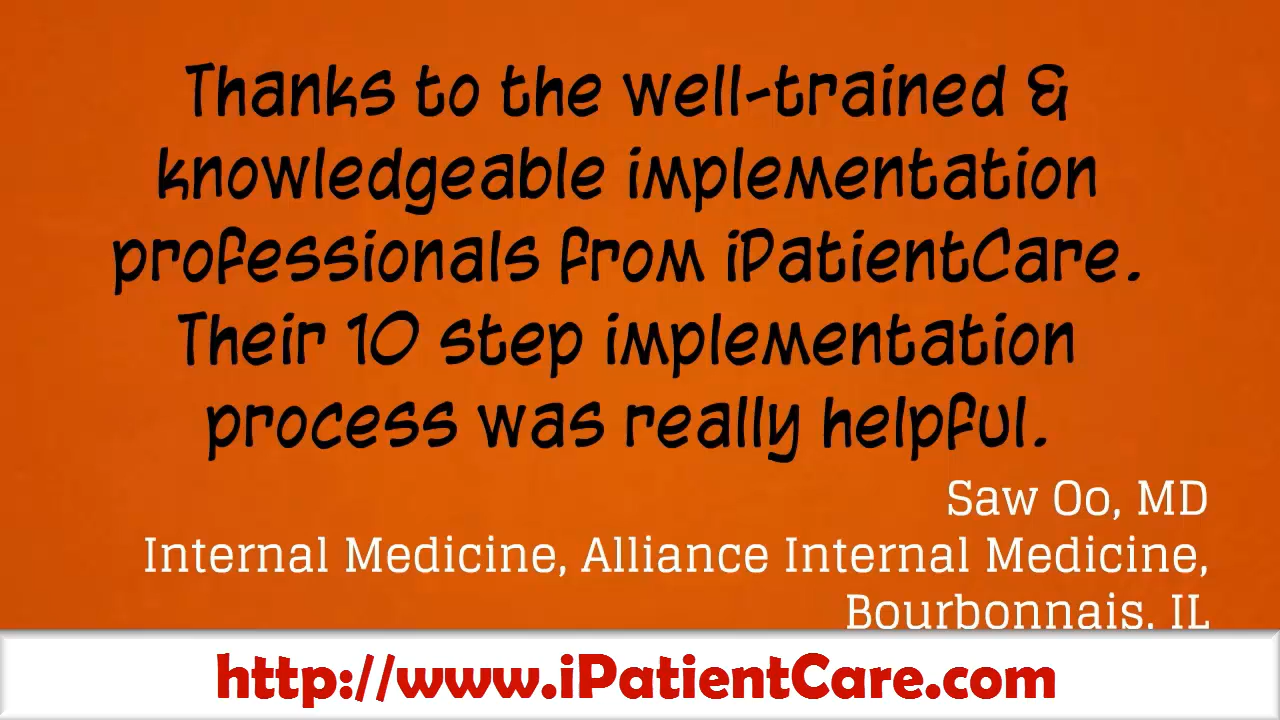 Thanks to the well-trained &
knowledgeable implementation
professionals from iPatientCare.
Their 10 step implementation
process was really helpful.
Saw Oo, MD
Internal Medicine, Alliance Internal Medicine,
Bourbonnais, IL
http://www.iPatientCare.com